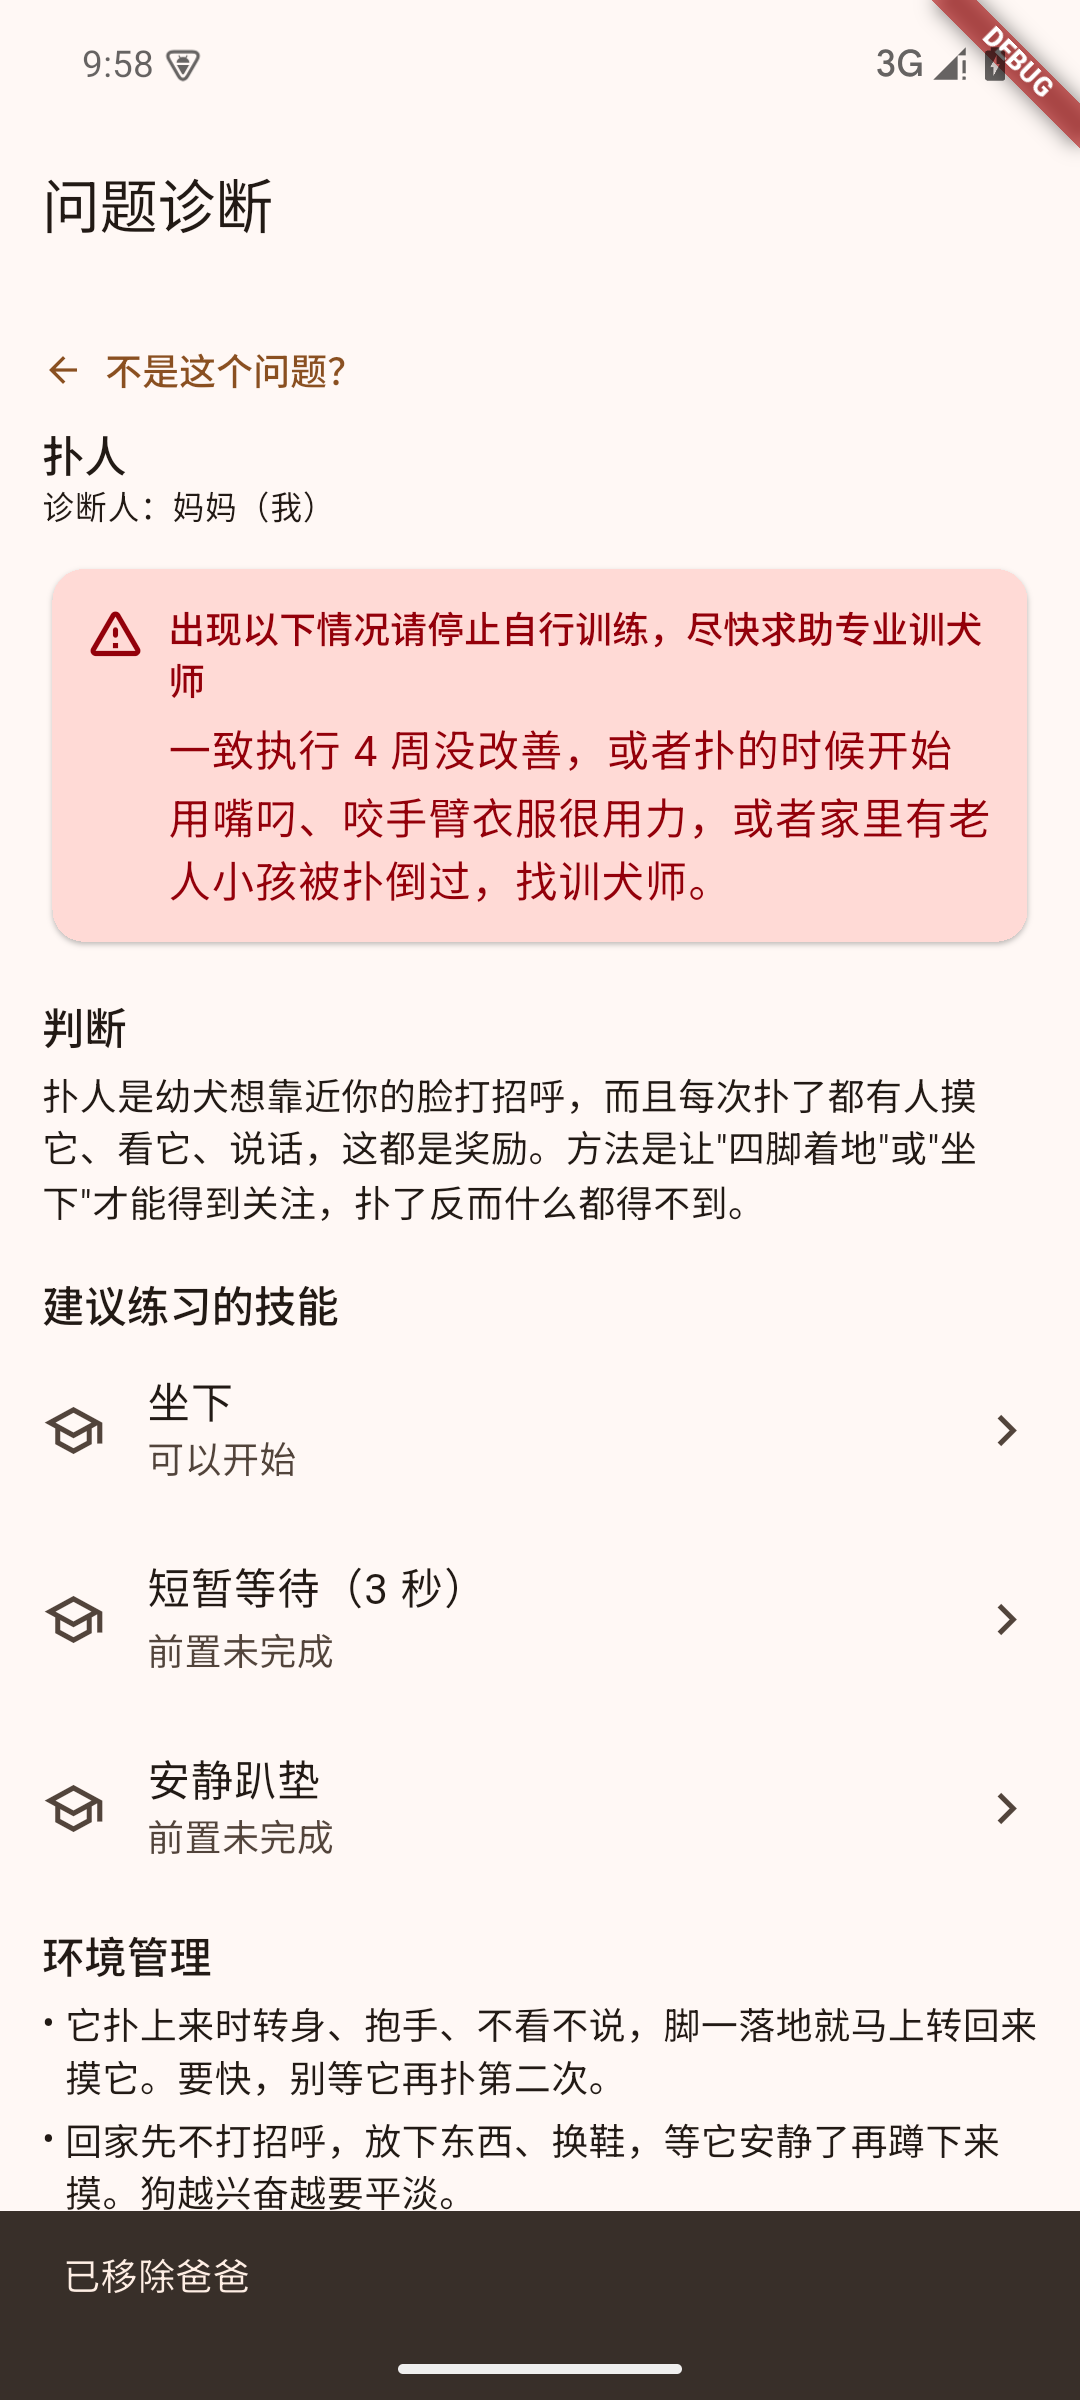 9:58
3G
DEBUG
问题诊断
不是这个问题？
扑人
诊断人：妈妈（我）
出现以下情况请停止自行训练，尽快求助专业训犬
师
一致执行 4 周没改善，或者扑的时候开始
用嘴叼、咬手臂衣服很用力，或者家里有老
人小孩被扑倒过，找训犬师。
判断
扑人是幼犬想靠近你的脸打招呼，而且每次扑了都有人摸
它、看它、说话，这都是奖励。方法是让"四脚着地"或"坐
下"才能得到关注，扑了反而什么都得不到。
建议练习的技能
坐下
可以开始
短暂等待（3 秒）
前置未完成
安静趴垫
前置未完成
环境管理
• 它扑上来时转身、抱手、不看不说，脚一落地就马上转回来
摸它。要快，别等它再扑第二次。
• 回家先不打招呼，放下东西、换鞋，等它安静了再蹲下来
摸。狗越兴奋越要平淡。
已移除爸爸